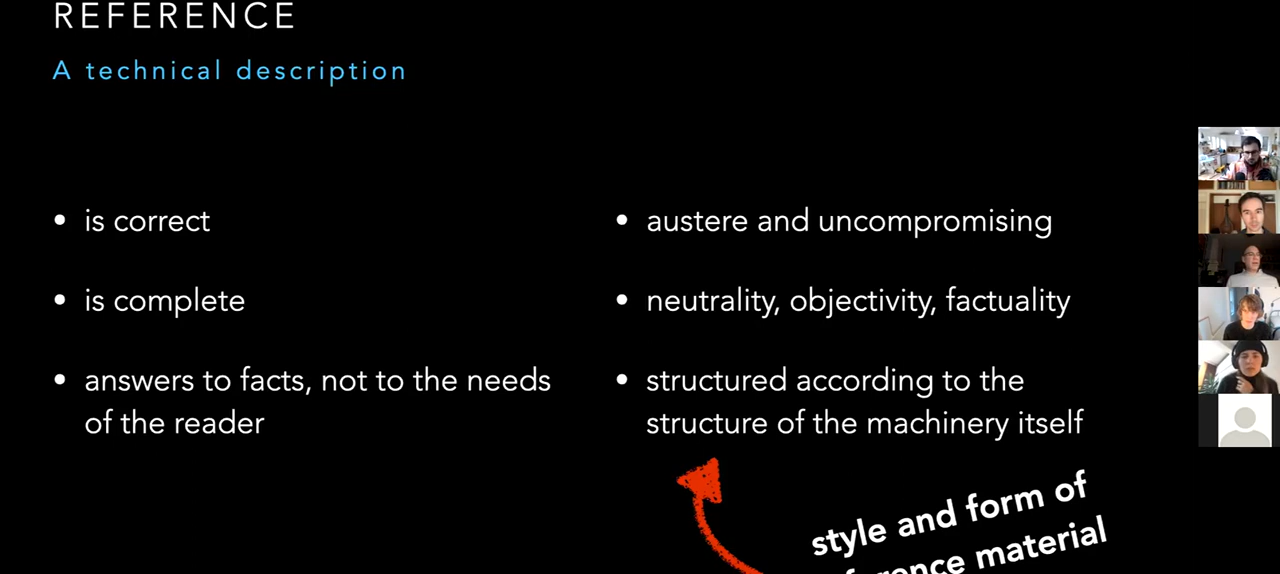 REFERENCE
A technical description
• is correct
• is complete
• answers to facts, not to the needs
of the reader
• austere and uncompromising
• neutrality, objectivity, factuality
• structured according to the
structure of the machinery itself
style and form of
material